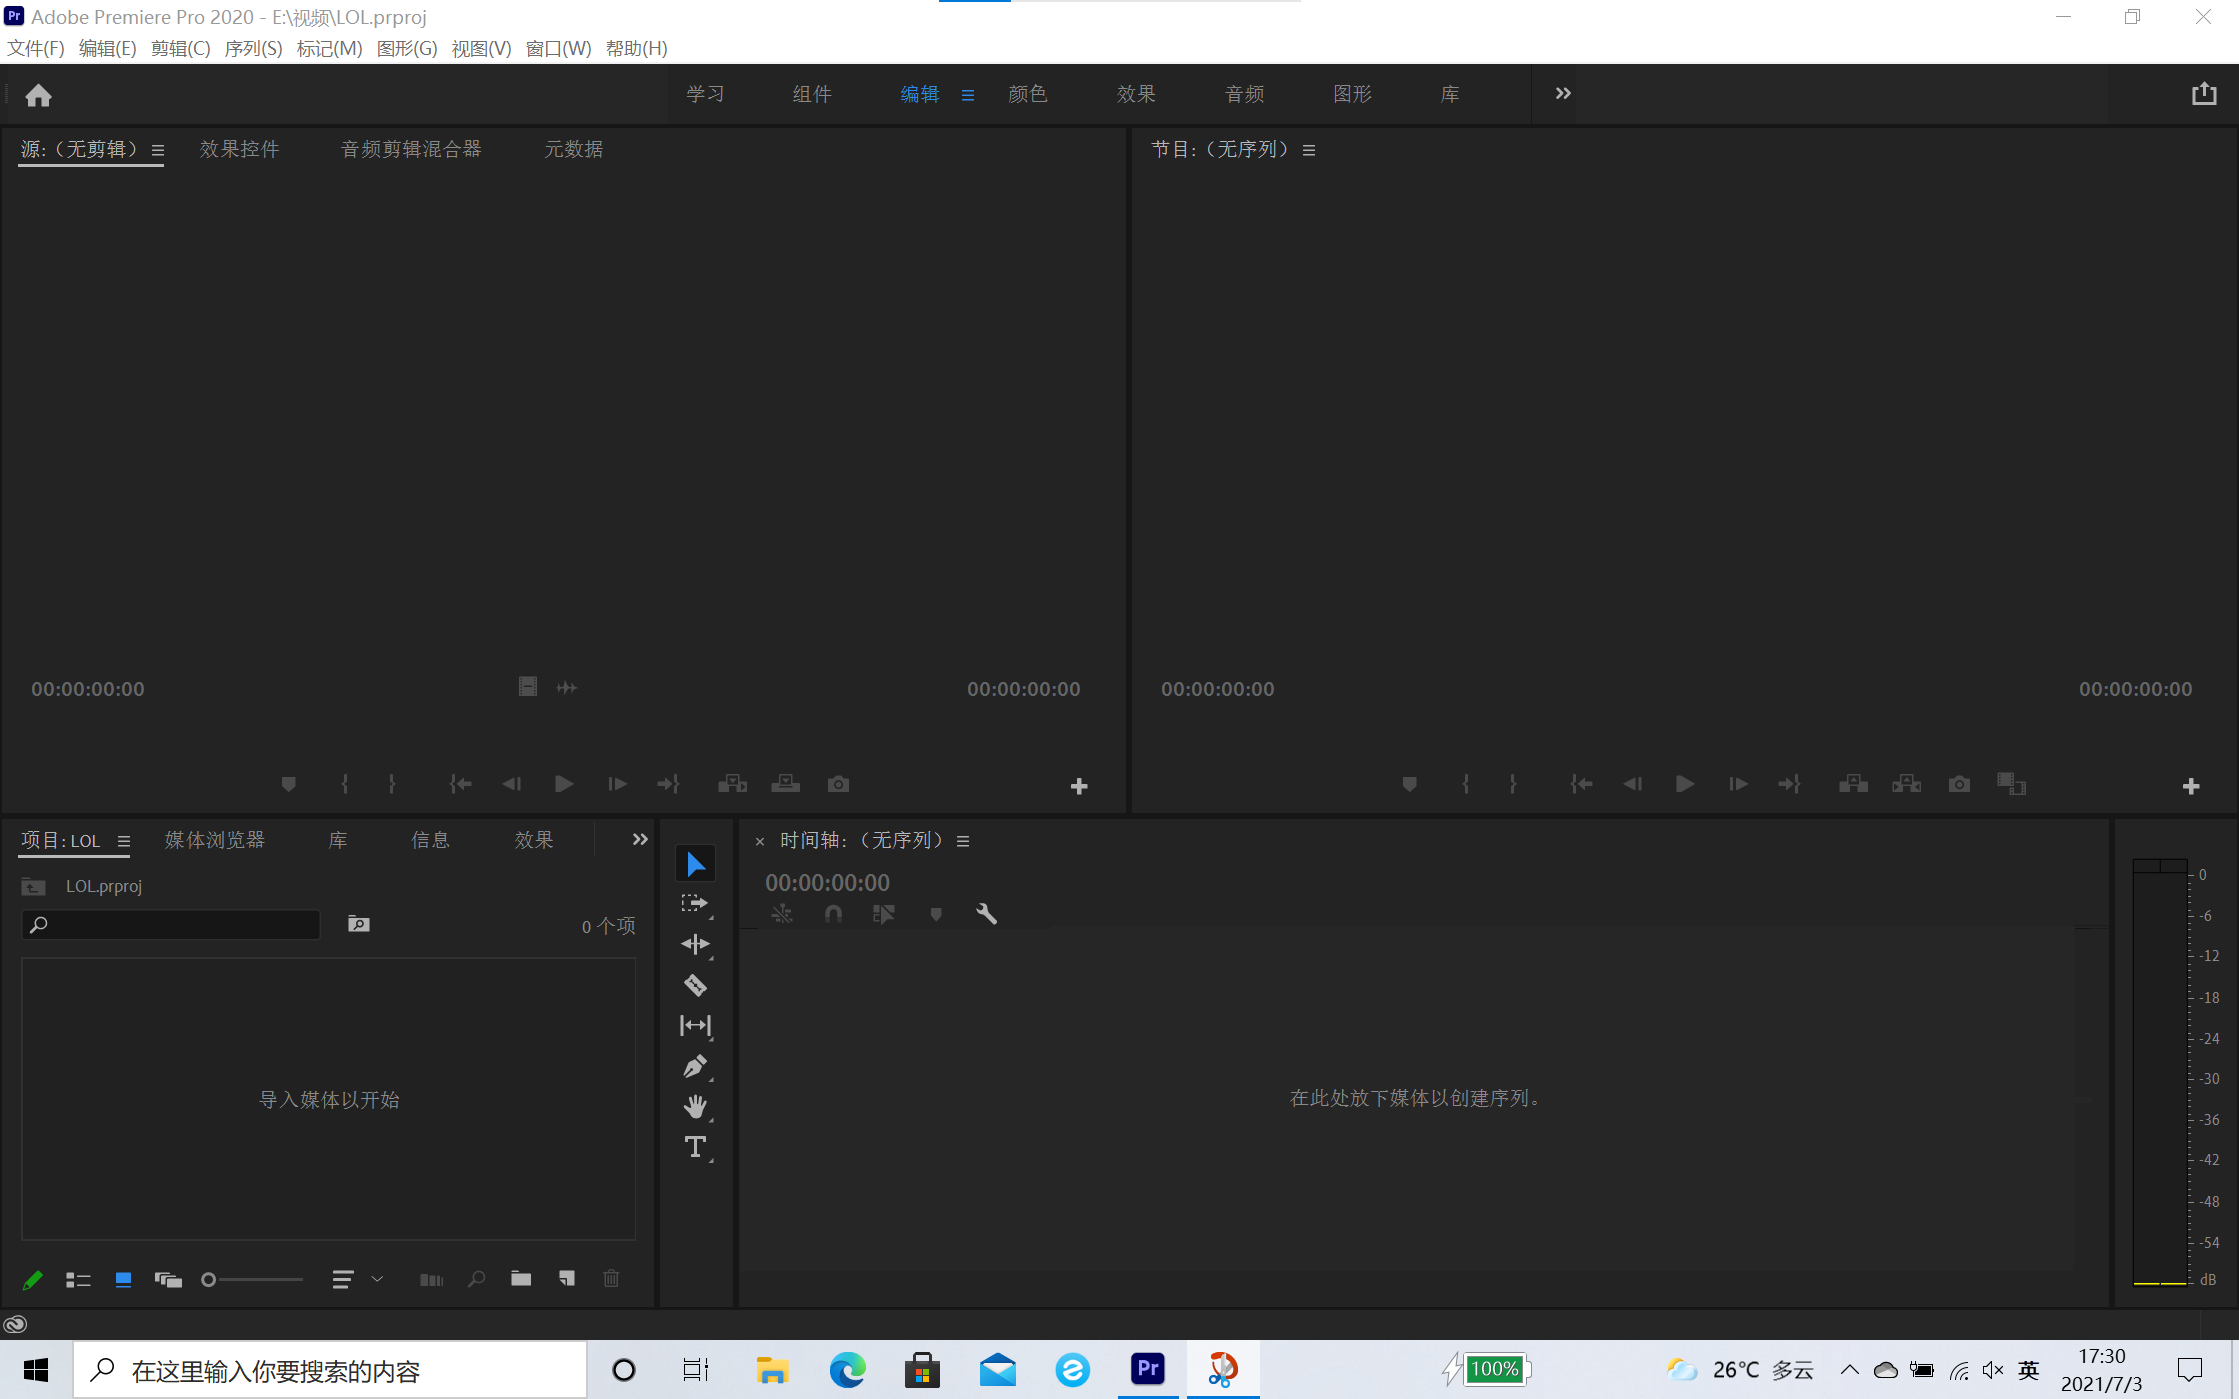 Adobe Premiere Pro 2020 - E:\视频\LOL.prproj
文件(F) 编辑(E) 剪辑(C) 序列(S) 标记(M) 图形(G) 视图(V) 窗口(W) 帮助(H)
学习 组件 编辑 颜色 效果 音频 图形 库
源:（无剪辑） 效果控件 音频剪辑混合器 元数据
节目:（无序列）
00:00:00:00 00:00:00:00
00:00:00:00 00:00:00:00
项目: LOL 媒体浏览器 库 信息 效果
LOL.prproj
0 个项
导入媒体以开始
× 时间轴:（无序列）
00:00:00:00
在此处放下媒体以创建序列。
0
-6
-12
-18
-24
-30
-36
-42
-48
-54
dB
在这里输入你要搜索的内容
Pr
100%
26°C 多云
英
17:30
2021/7/3